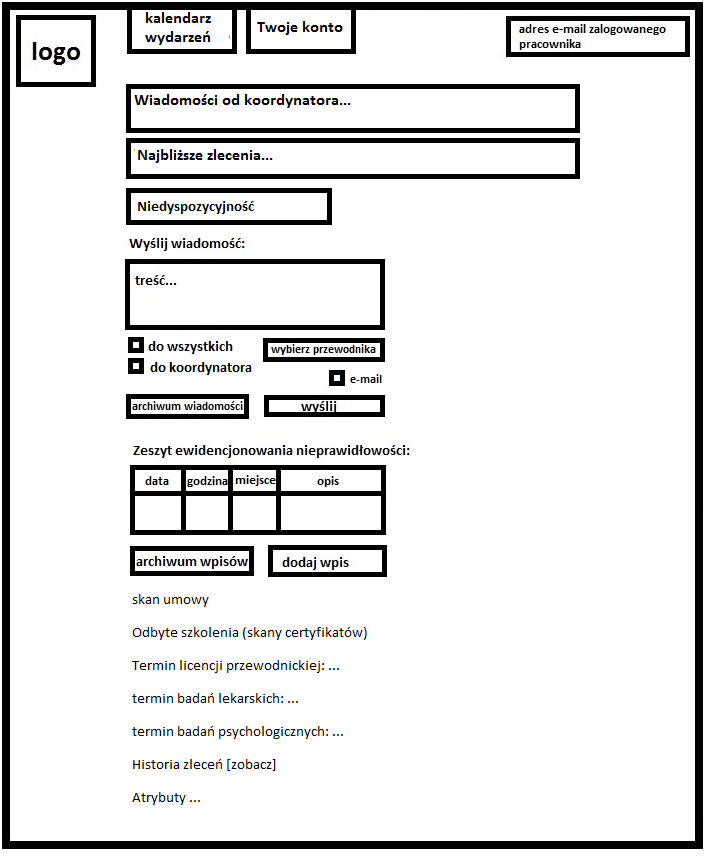 logo
kalendarz
wydarzeń
Twoje konto
adres e-mail zalogowanego
pracownika
Wiadomości od koordynatora...
Najbliższe zlecenia...
Niedyspozycyjność
Wyślij wiadomość:
treść...
do wszystkich
wybierz przewodnika
do koordynatora
e-mail
archiwum wiadomości
wyślij
Zeszyt ewidencjonowania nieprawidłowości:
data godzina miejsce opis
archiwum wpisów
dodaj wpis
skan umowy
Odbyte szkolenia (skany certyfikatów)
Termin licencji przewodnickiej: ...
termin badań lekarskich: ...
termin badań psychologicznych: ...
Historia zleceń [zobacz]
Atrybuty ...